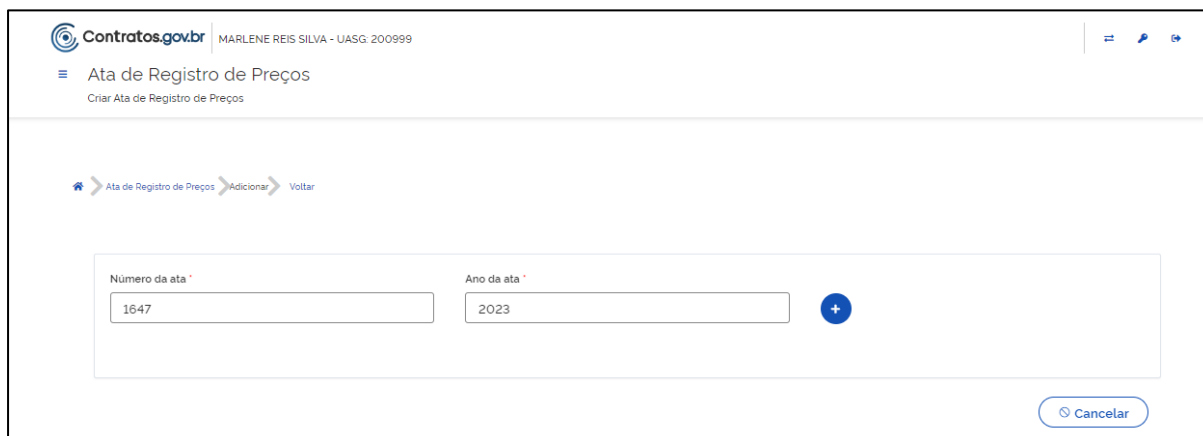 Contratos.gov.br MARLENE REIS SILVA - UASG: 200999
Ata de Registro de Preços
Criar Ata de Registro de Preços
Ata de Registro de Preços Adicionar Voltar
Número da ata * Ano da ata *
1647 2023
Cancelar